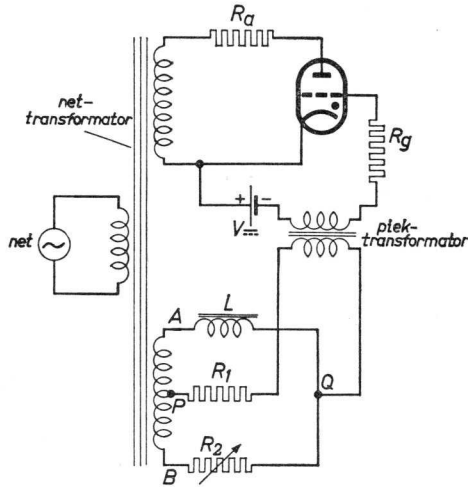 Ra
net-
transformator
Rg
+ -
V
net
piek-
transformator
A
L
P
R1
Q
R2
B